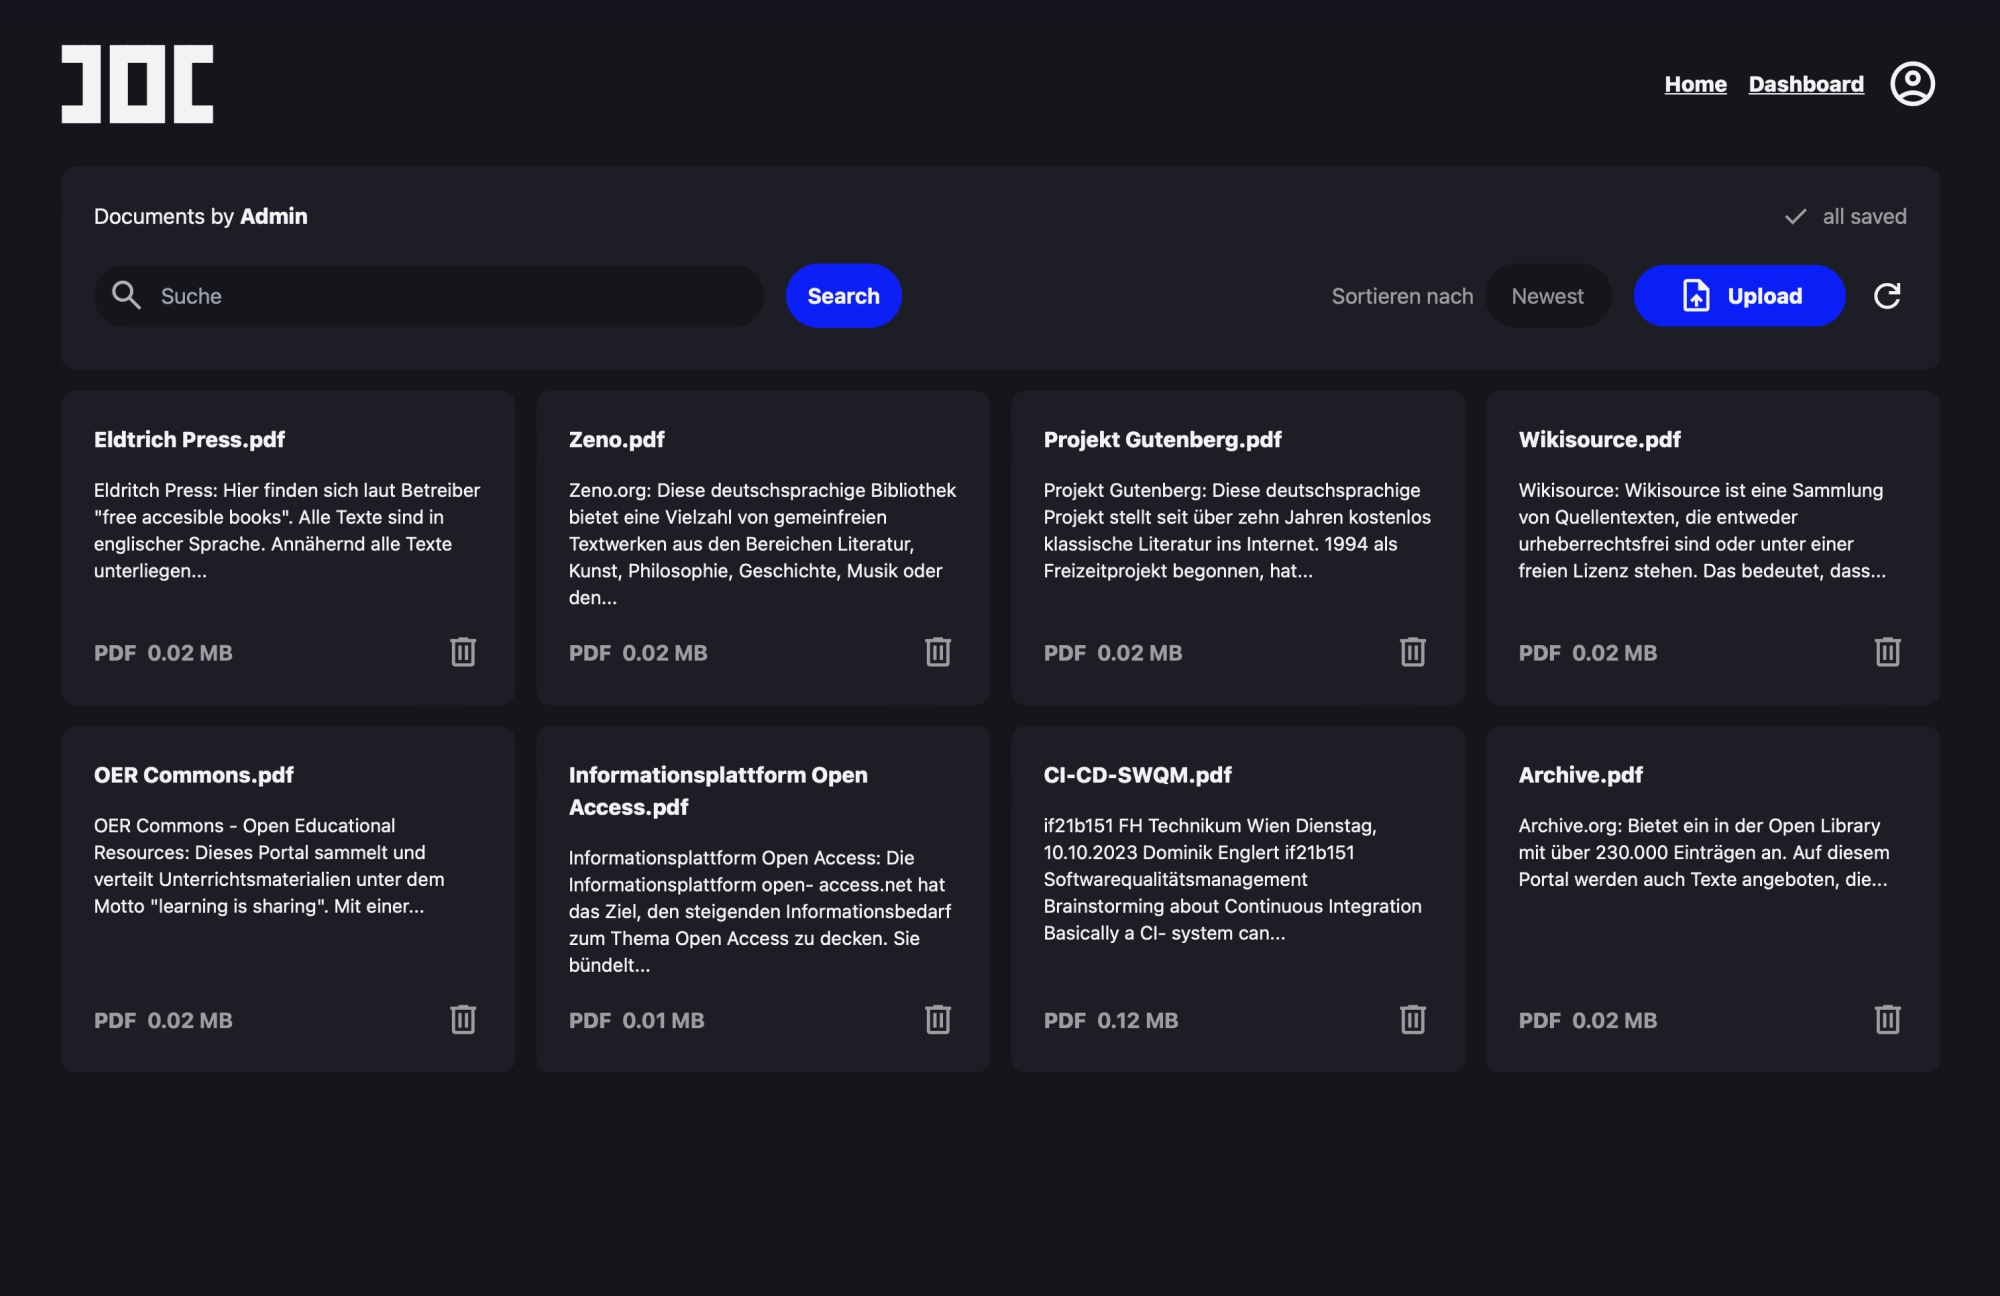 DOC
Home Dashboard
Documents by Admin
all saved
Suche
Search
Sortieren nach
Newest
Upload
Eldtrich Press.pdf
Eldritch Press: Hier finden sich laut Betreiber
"free accesible books". Alle Texte sind in
englischer Sprache. Annähernd alle Texte
unterliegen...
PDF 0.02 MB
Zeno.pdf
Zeno.org: Diese deutschsprachige Bibliothek
bietet eine Vielzahl von gemeinfreien
Textwerken aus den Bereichen Literatur,
Kunst, Philosophie, Geschichte, Musik oder
den...
PDF 0.02 MB
Projekt Gutenberg.pdf
Projekt Gutenberg: Diese deutschsprachige
Projekt stellt seit über zehn Jahren kostenlos
klassische Literatur ins Internet. 1994 als
Freizeitprojekt begonnen, hat...
PDF 0.02 MB
Wikisource.pdf
Wikisource: Wikisource ist eine Sammlung
von Quellentexten, die entweder
urheberrechtsfrei sind oder unter einer
freien Lizenz stehen. Das bedeutet, dass...
PDF 0.02 MB
OER Commons.pdf
OER Commons - Open Educational
Resources: Dieses Portal sammelt und
verteilt Unterrichtsmaterialien unter dem
Motto "learning is sharing". Mit einer...
PDF 0.02 MB
Informationsplattform Open
Access.pdf
Informationsplattform Open Access: Die
Informationsplattform open- access.net hat
das Ziel, den steigenden Informationsbedarf
zum Thema Open Access zu decken. Sie
bündelt...
PDF 0.01 MB
CI-CD-SWQM.pdf
if21b151 FH Technikum Wien Dienstag,
10.10.2023 Dominik Englert if21b151
Softwarequalitätsmanagement
Brainstorming about Continuous Integration
Basically a CI- system can...
PDF 0.12 MB
Archive.pdf
Archive.org: Bietet ein in der Open Library
mit über 230.000 Einträgen an. Auf diesem
Portal werden auch Texte angeboten, die...
PDF 0.02 MB